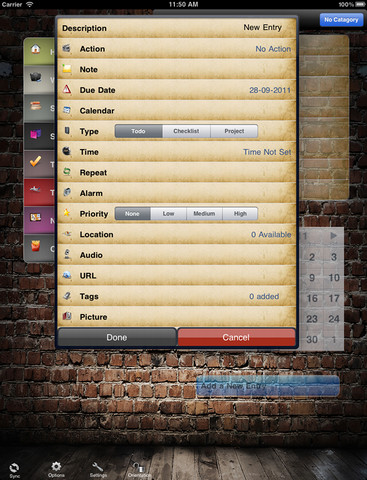 Carrier 11:50 AM 100%
No Catagory
Description New Entry
Action No Action
Note
Due Date 28-09-2011
Calendar
Type Todo Checklist Project
Time Time Not Set
Repeat
Alarm
Priority None Low Medium High
Location 0 Available
Audio
URL
Tags 0 added
Picture
Done Cancel
2 3
9 10
16 17
23 24
30 1
Add a New Entry
Sync Options Settings Orientation